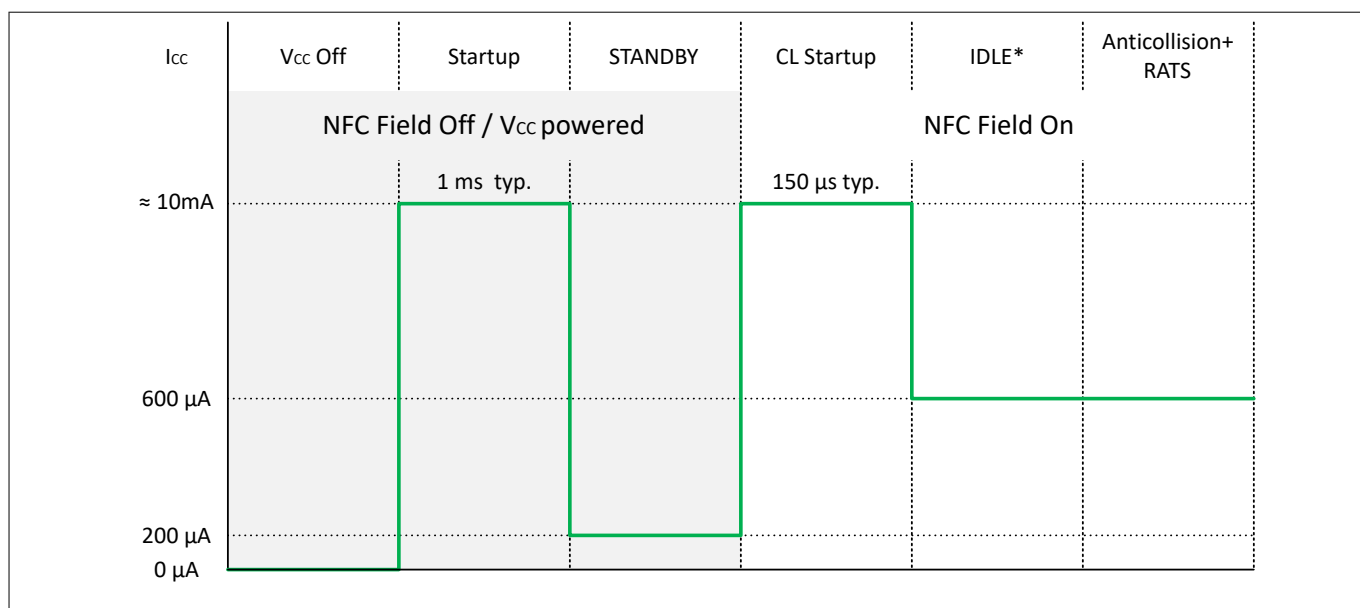 Icc
Vcc Off
Startup
STANDBY
CL Startup
IDLE*
Anticollision+
RATS
NFC Field Off / Vcc powered
NFC Field On
1 ms typ.
150 µs typ.
≈ 10mA
600 µA
200 µA
0 µA